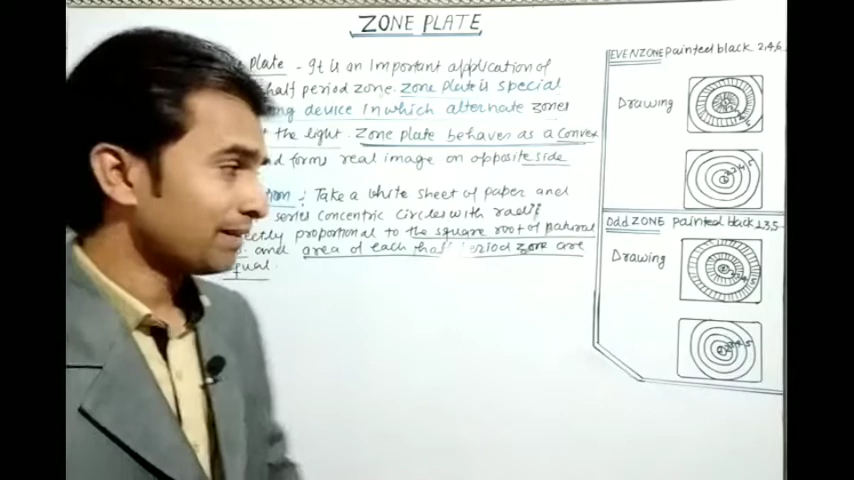 ZONE PLATE
Plate - It is an Important application of
half period zone. Zone plate is special
ng device In which alternate zones
the light. Zone plate behaves as a Convex
d forms real image on opposite side
: Take a white sheet of paper and
series concentric circles with radii
ectly proportional to the square root of natural
and area of each half period zone are
qual.
EVEN ZONE painted black 2,4,6
Drawing
Odd ZONE painted black 1,3,5
Drawing